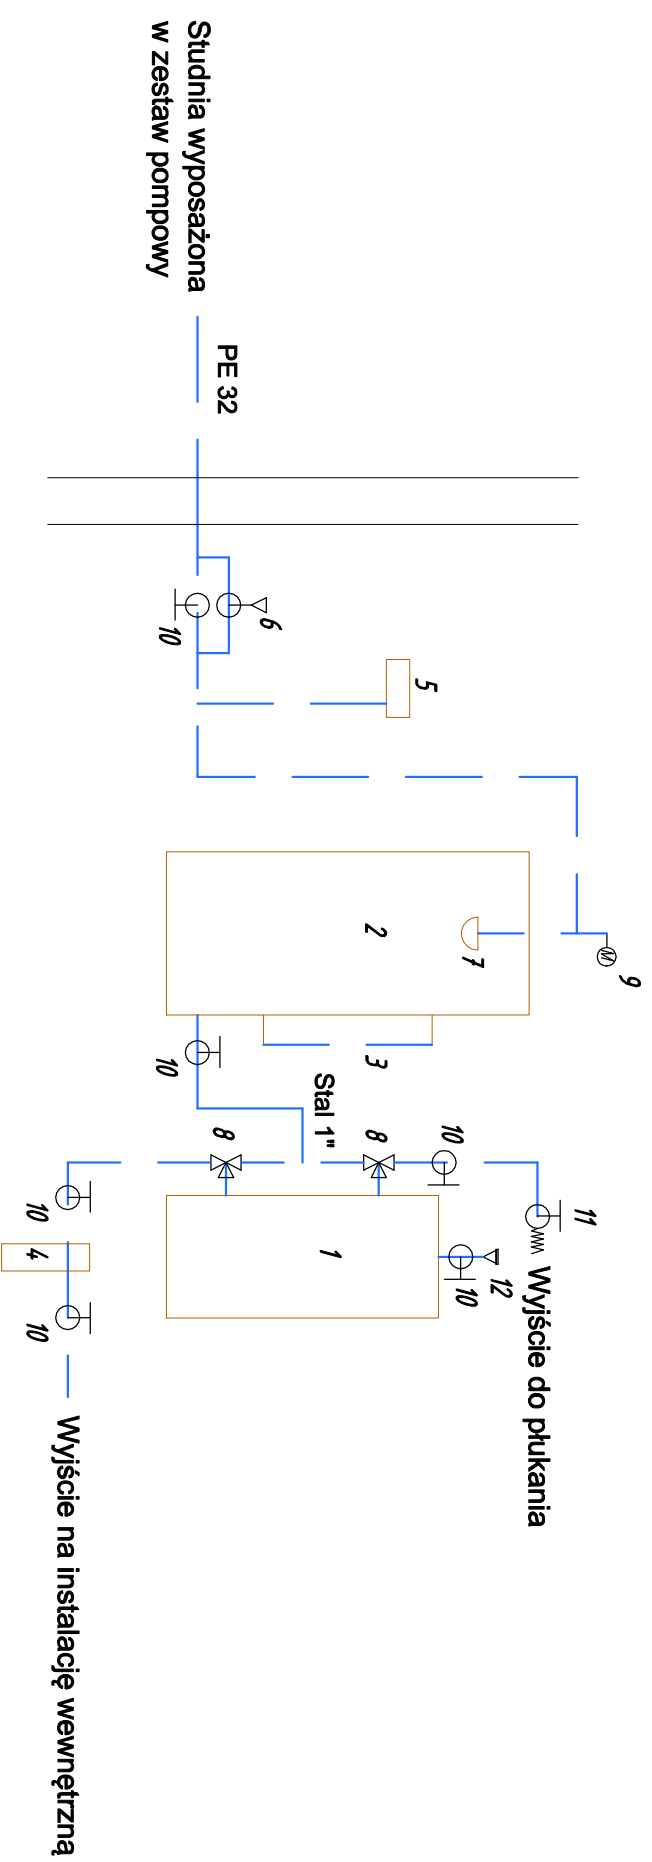 Studnia wyposażona
w zestaw pompowy
PE 32
6
10
5
2
7
9
3
10
Stal 1"
8
8
10
11
Wyjście do płukania
12
10
1
10
4
10
Wyjście na instalację wewnętrzną
M